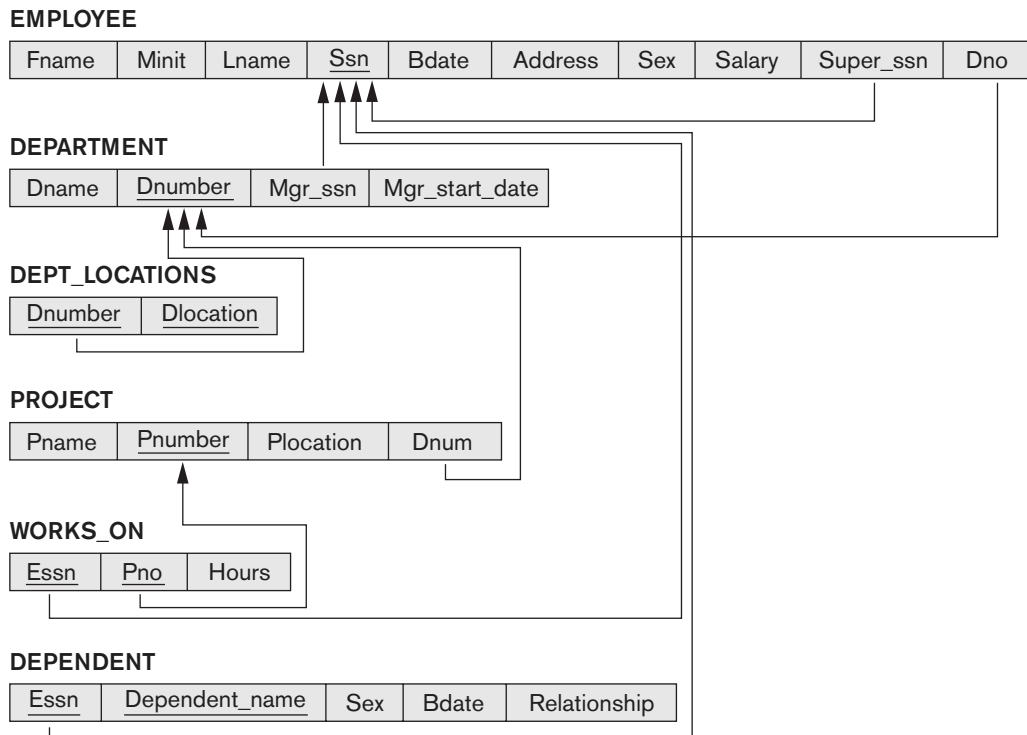 EMPLOYEE
Fname Minit Lname Ssn Bdate Address Sex Salary Super_ssn Dno
DEPARTMENT
Dname Dnumber Mgr_ssn Mgr_start_date
DEPT_LOCATIONS
Dnumber Dlocation
PROJECT
Pname Pnumber Plocation Dnum
WORKS_ON
Essn Pno Hours
DEPENDENT
Essn Dependent_name Sex Bdate Relationship